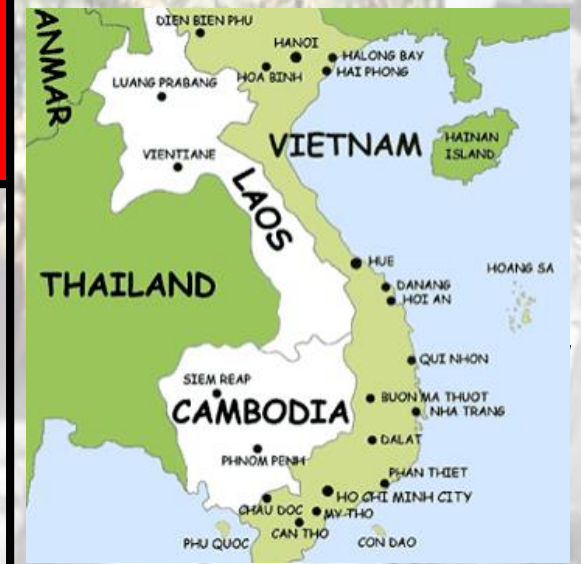 DIEN BIEN PHU
ANMAR
HANOI
HALONG BAY
HOA BINH
HAI PHONG
LUANG PRABANG
VIETNAM
HAINAN
ISLAND
VIENTIANE
LAOS
HUE
HOANG SA
THAILAND
DANANG
HOI AN
QUI NHON
SIEM REAP
BUON MA THUOT
CAMBODIA
NHA TRANG
DALAT
PHNOM PENH
PHAN THIET
HO CHI MINH CITY
CHAU DOC
MY THO
CAN THO
PHU QUOC
CON DAO